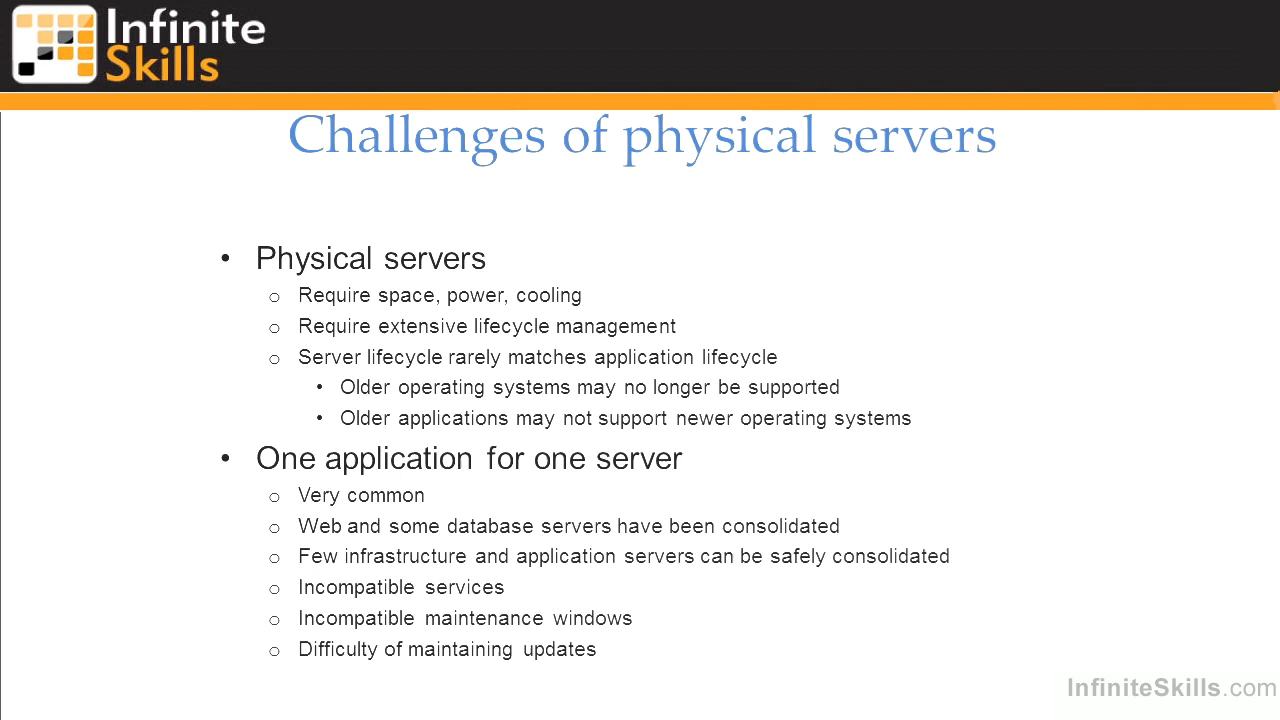 Infinite
Skills
Challenges of physical servers
• Physical servers
o Require space, power, cooling
o Require extensive lifecycle management
o Server lifecycle rarely matches application lifecycle
• Older operating systems may no longer be supported
• Older applications may not support newer operating systems
• One application for one server
o Very common
o Web and some database servers have been consolidated
o Few infrastructure and application servers can be safely consolidated
o Incompatible services
o Incompatible maintenance windows
o Difficulty of maintaining updates
InfiniteSkills.com